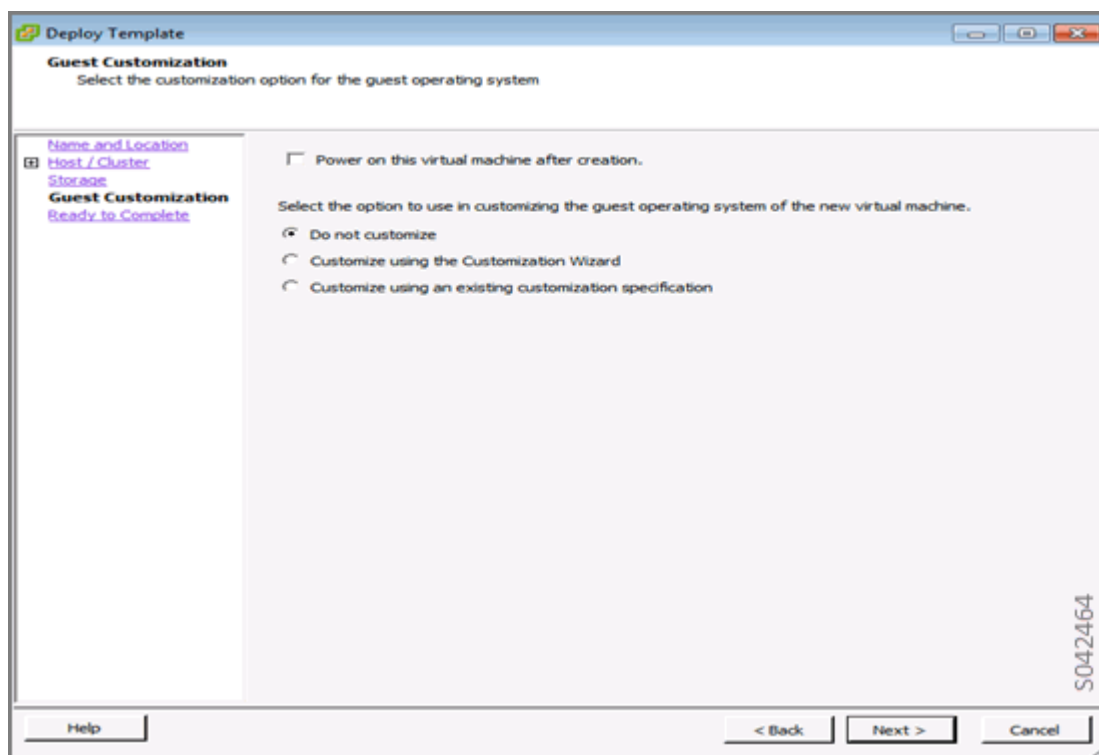 Deploy Template
Guest Customization
Select the customization option for the guest operating system
Name and Location
Host / Cluster
Storage
Guest Customization
Ready to Complete
Power on this virtual machine after creation.
Select the option to use in customizing the guest operating system of the new virtual machine.
Do not customize
Customize using the Customization Wizard
Customize using an existing customization specification
S042464
Help
< Back
Next >
Cancel